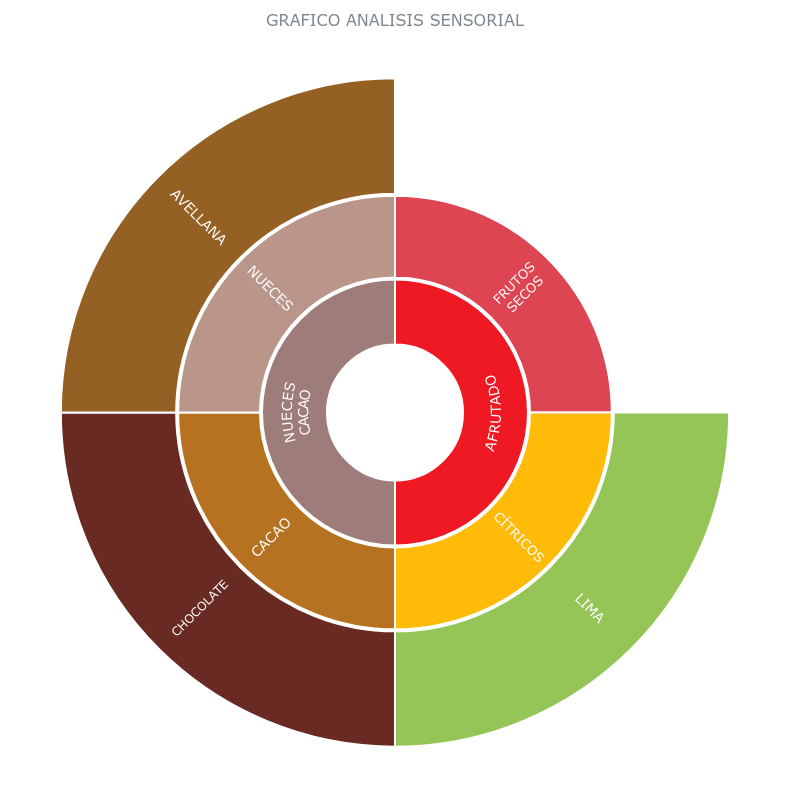 GRAFICO ANALISIS SENSORIAL
AVELLANA
NUECES
FRUTOS
SECOS
NUECES
CACAO
AFRUTADO
CACAO
CÍTRICOS
CHOCOLATE
LIMA